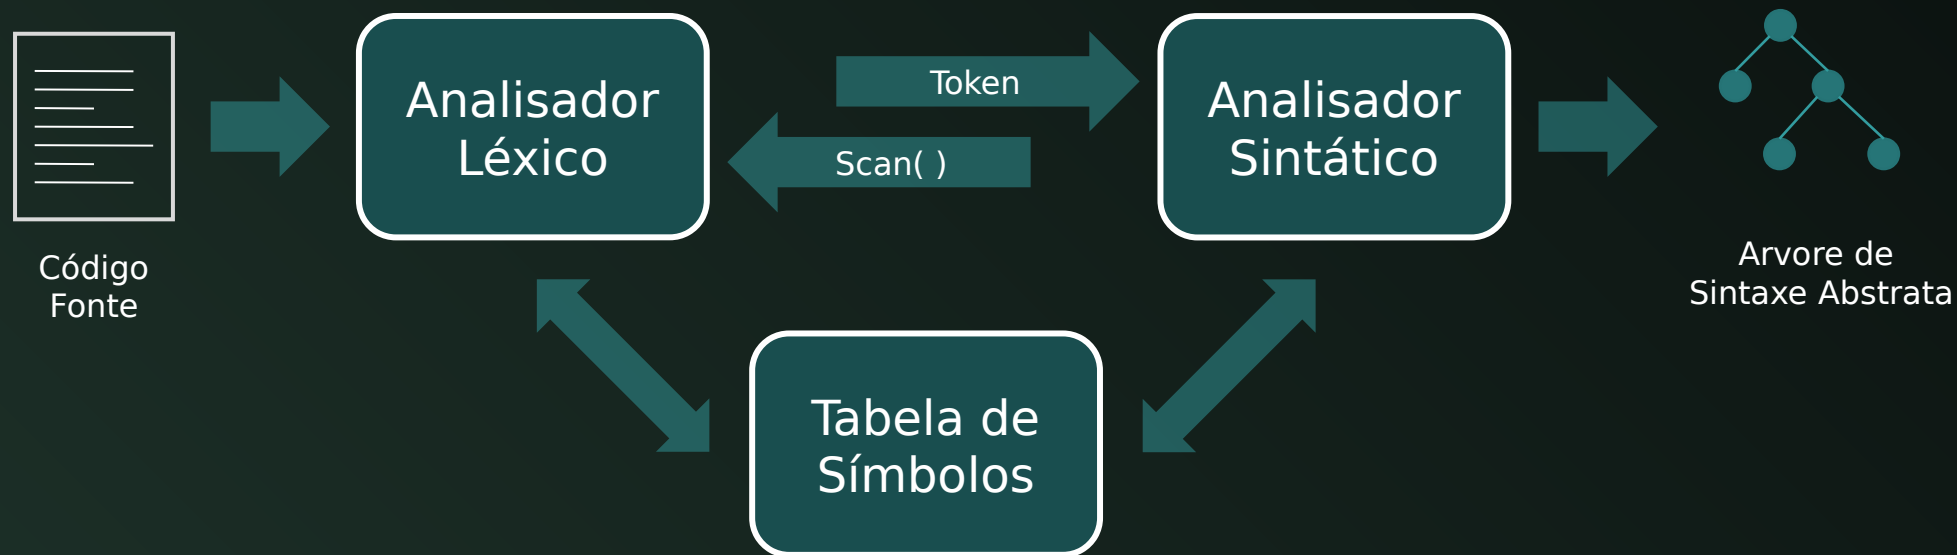 Código
Fonte
Analisador
Léxico
Token
Scan( )
Analisador
Sintático
Arvore de
Sintaxe Abstrata
Tabela de
Símbolos